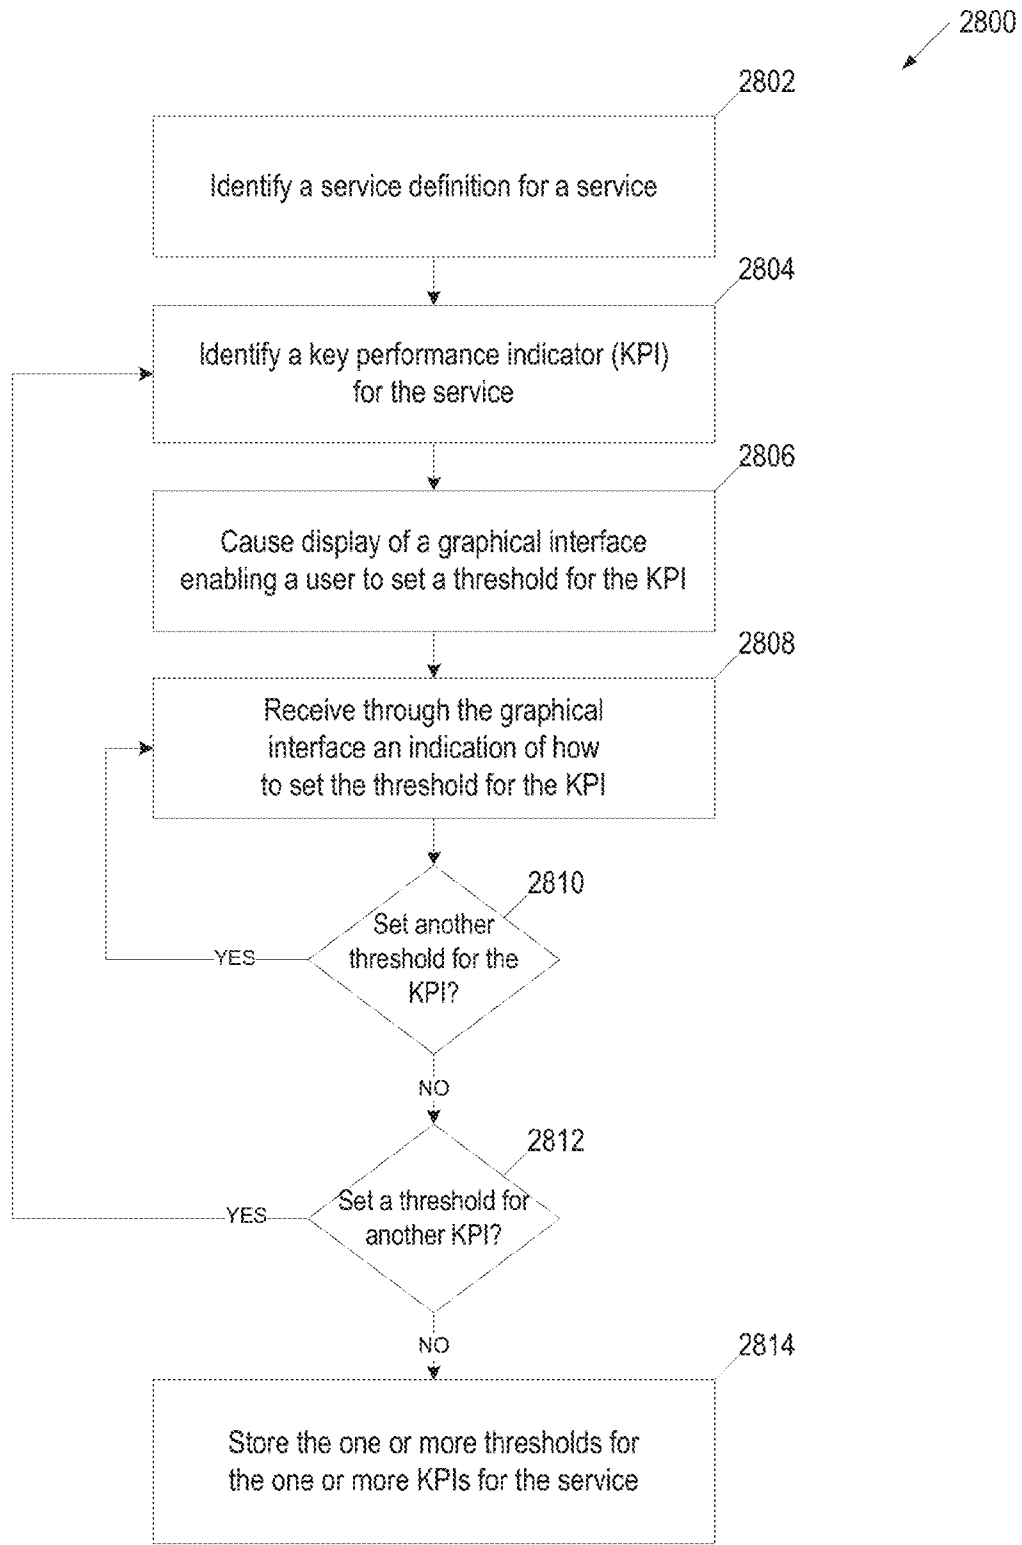 2800
2802
Identify a service definition for a service
2804
Identify a key performance indicator (KPI)
for the service
2806
Cause display of a graphical interface
enabling a user to set a threshold for the KPI
2808
Receive through the graphical
interface an indication of how
to set the threshold for the KPI
2810
Set another
threshold for the
KPI?
YES
NO
2812
Set a threshold for
another KPI?
YES
NO
2814
Store the one or more thresholds for
the one or more KPIs for the service